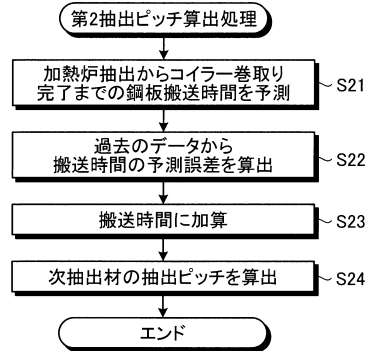 第2抽出ピッチ算出処理
加熱炉抽出からコイラー巻取り
完了までの鋼板搬送時間を予測
S21
過去のデータから
搬送時間の予測誤差を算出
S22
搬送時間に加算
S23
次抽出材の抽出ピッチを算出
S24
エンド